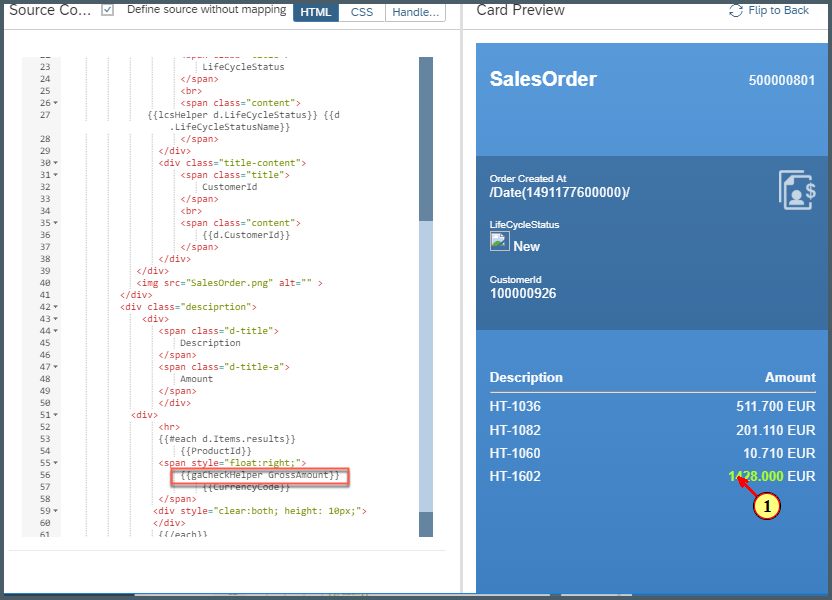 Source Co... Define source without mapping HTML CSS Handle...
23 LifeCycleStatus
24 </span>
25 <br>
26 <span class="content">
27 {{lcsHelper d.LifeCycleStatus}} {{d
.LifeCycleStatusName}}
28 </span>
29 </div>
30 <div class="title-content">
31 <span class="title">
32 CustomerId
33 </span>
34 <br>
35 <span class="content">
36 {{d.CustomerId}}
37 </span>
38 </div>
39 </div>
40 <img src="SalesOrder.png" alt="" >
41 </div>
42 <div class="desciprtion">
43 <div>
44 <span class="d-title">
45 Description
46 </span>
47 <span class="d-title-a">
48 Amount
49 </span>
50 </div>
51 <div>
52 <hr>
53 {{#each d.Items.results}}
54 {{ProductId}}
55 <span style="float:right;">
56 {{gaCheckHelper GrossAmount}}
57 {{CurrencyCode}}
58 </span>
59 <div style="clear:both; height: 10px;">
60 </div>
61 {{/each}}
Card Preview Flip to Back
SalesOrder 500000801
Order Created At
/Date(1491177600000)/
LifeCycleStatus
New
CustomerId
100000926
Description Amount
HT-1036 511.700 EUR
HT-1082 201.110 EUR
HT-1060 10.710 EUR
HT-1602 1428.000 EUR
1